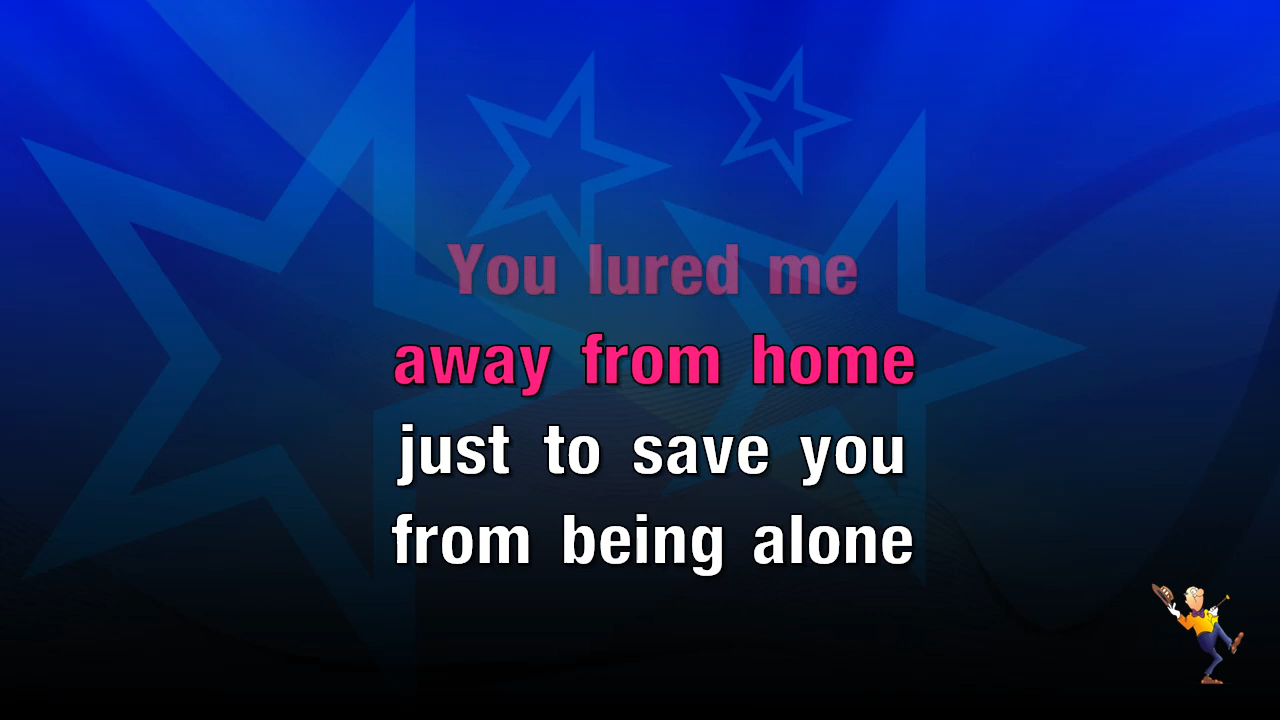 You lured me
away from home
just to save you
from being alone